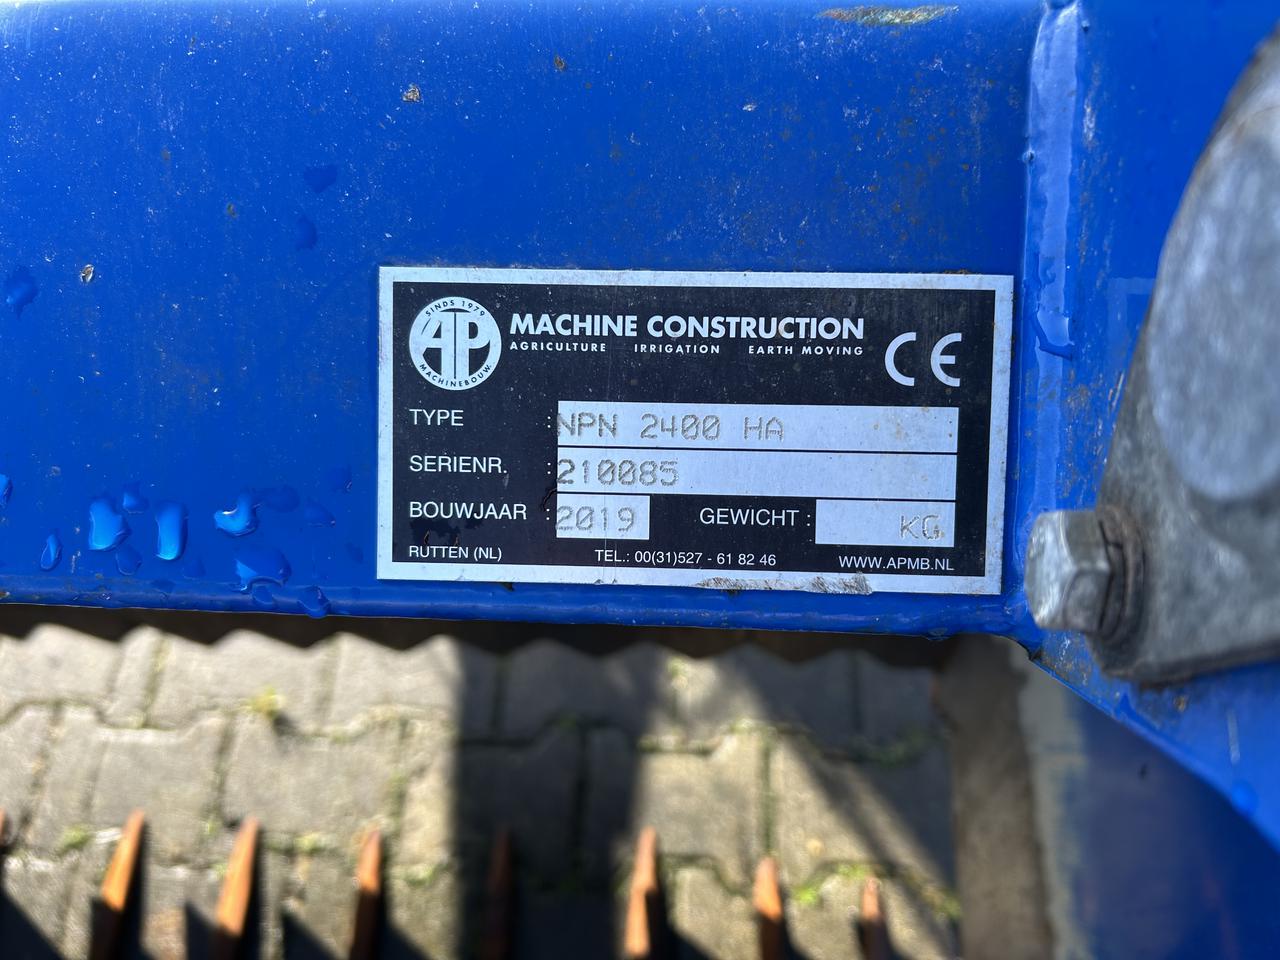 SINDS 1979
AP
MACHINEBOUW
MACHINE CONSTRUCTION
AGRICULTURE IRRIGATION EARTH MOVING
CE
TYPE : NPN 2400 HA
SERIENR. : 210085
BOUWJAAR : 2019 GEWICHT : KG
RUTTEN (NL) TEL.: 00(31)527 - 61 82 46 WWW.APMB.NL